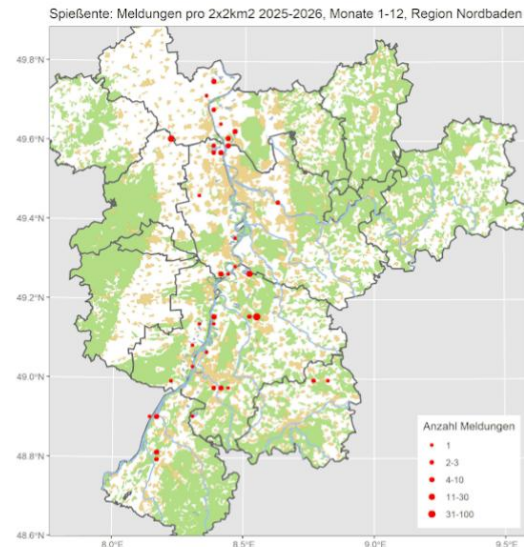 Spießente: Meldungen pro 2x2km2 2025-2026, Monate 1-12, Region Nordbaden
49.8°N
49.6°N
49.4°N
49.2°N
49.0°N
48.8°N
48.6°N
Anzahl Meldungen
1
2-3
4-10
11-30
31-100
8.0°E 8.5°E 9.0°E 9.5°E